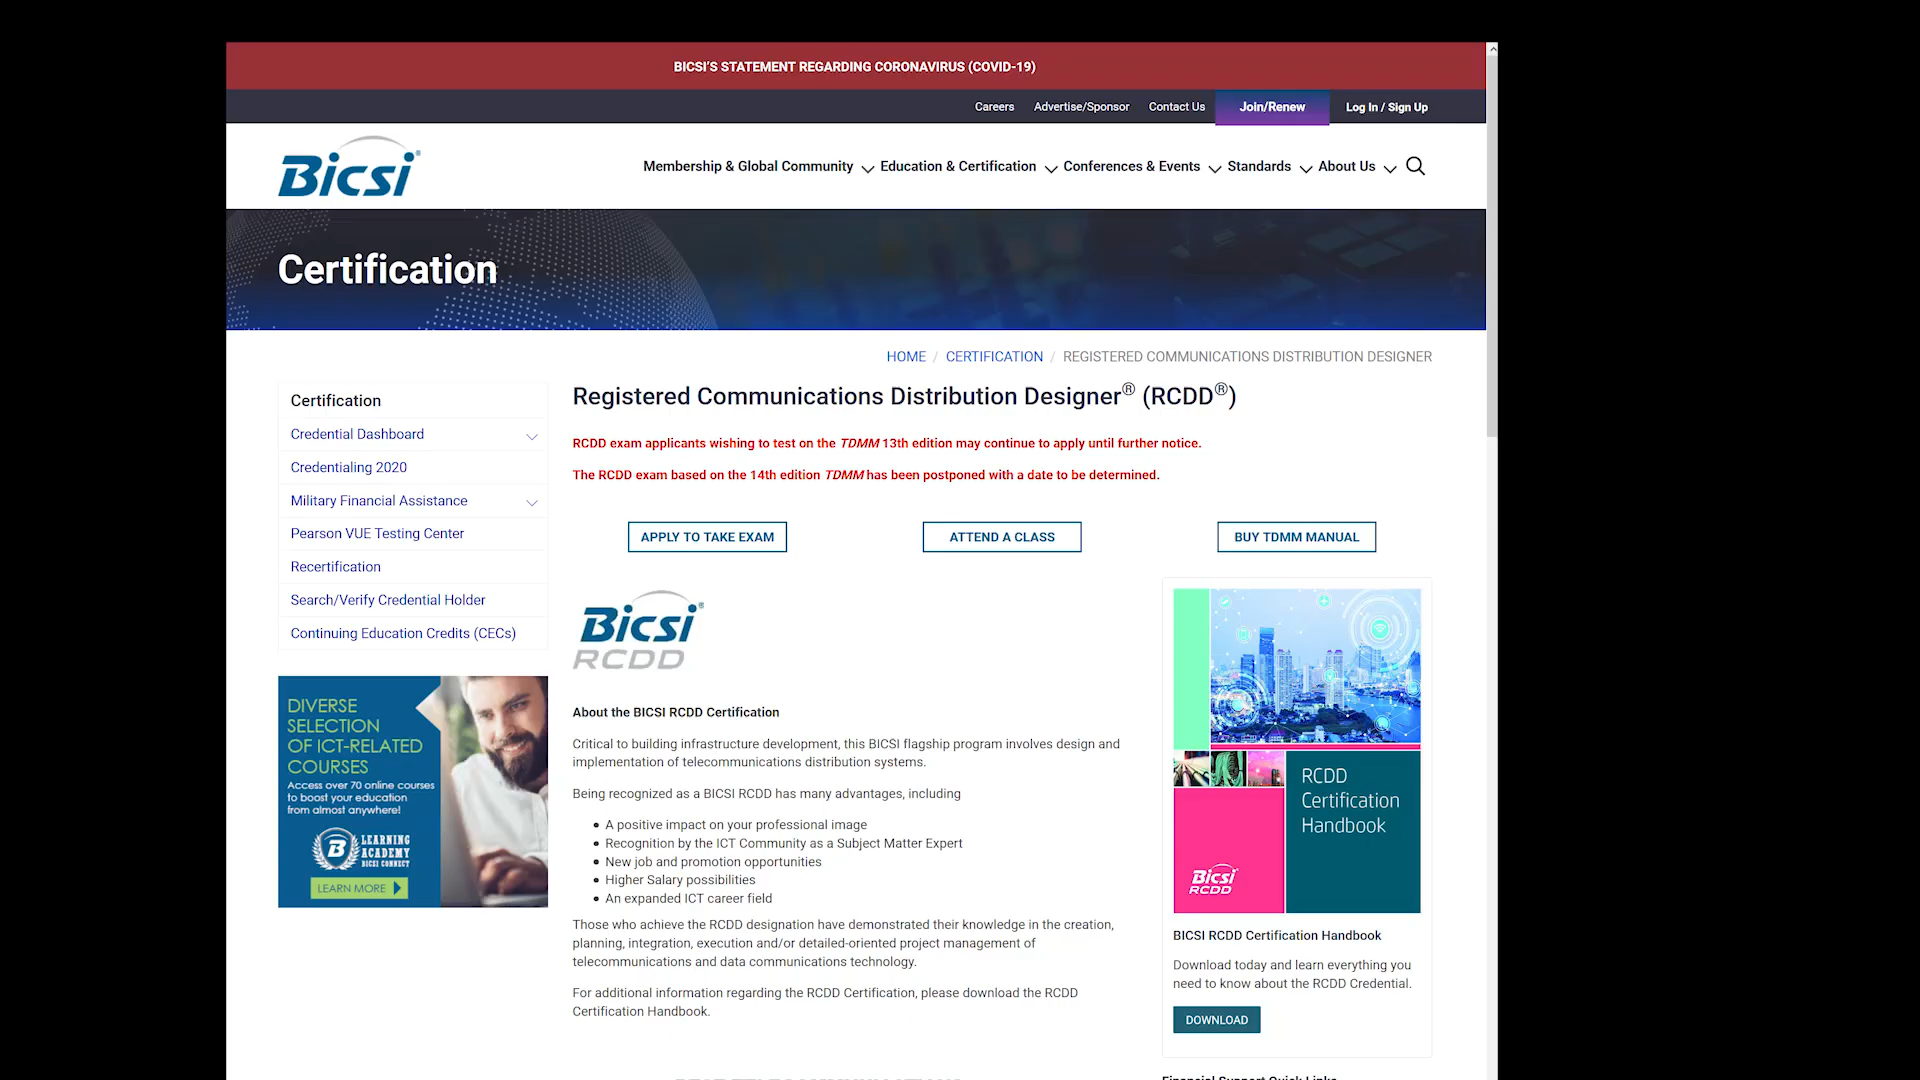 BICSI'S STATEMENT REGARDING CORONAVIRUS (COVID-19)
Careers Advertise/Sponsor Contact Us Join/Renew Log In / Sign Up
Bicsi®
Membership & Global Community Education & Certification Conferences & Events Standards About Us
Certification
HOME / CERTIFICATION / REGISTERED COMMUNICATIONS DISTRIBUTION DESIGNER
Certification
Credential Dashboard
Credentialing 2020
Military Financial Assistance
Pearson VUE Testing Center
Recertification
Search/Verify Credential Holder
Continuing Education Credits (CECs)
DIVERSE
SELECTION
OF ICT-RELATED
COURSES
Access over 70 online courses
to boost your education
from almost anywhere!
B LEARNING
ACADEMY
BICSI CONNECT
LEARN MORE
Registered Communications Distribution Designer® (RCDD®)
RCDD exam applicants wishing to test on the TDMM 13th edition may continue to apply until further notice.
The RCDD exam based on the 14th edition TDMM has been postponed with a date to be determined.
APPLY TO TAKE EXAM ATTEND A CLASS BUY TDMM MANUAL
Bicsi®
RCDD
About the BICSI RCDD Certification
Critical to building infrastructure development, this BICSI flagship program involves design and
implementation of telecommunications distribution systems.
Being recognized as a BICSI RCDD has many advantages, including
• A positive impact on your professional image
• Recognition by the ICT Community as a Subject Matter Expert
• New job and promotion opportunities
• Higher Salary possibilities
• An expanded ICT career field
Those who achieve the RCDD designation have demonstrated their knowledge in the creation,
planning, integration, execution and/or detailed-oriented project management of
telecommunications and data communications technology.
For additional information regarding the RCDD Certification, please download the RCDD
Certification Handbook.
RCDD
Certification
Handbook
Bicsi
RCDD
BICSI RCDD Certification Handbook
Download today and learn everything you
need to know about the RCDD Credential.
DOWNLOAD
Financial Support Quick Links